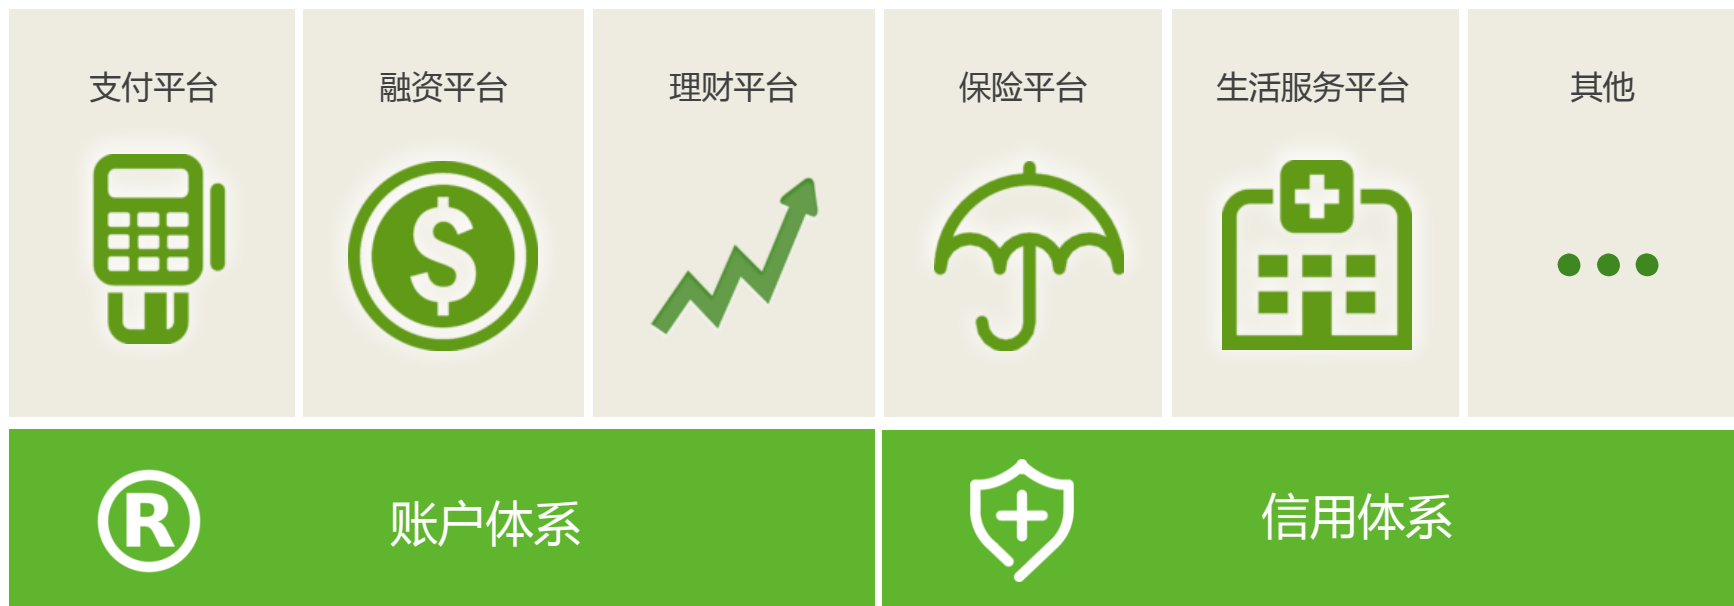 支付平台
融资平台
理财平台
保险平台
生活服务平台
其他
$
®
账户体系
信用体系